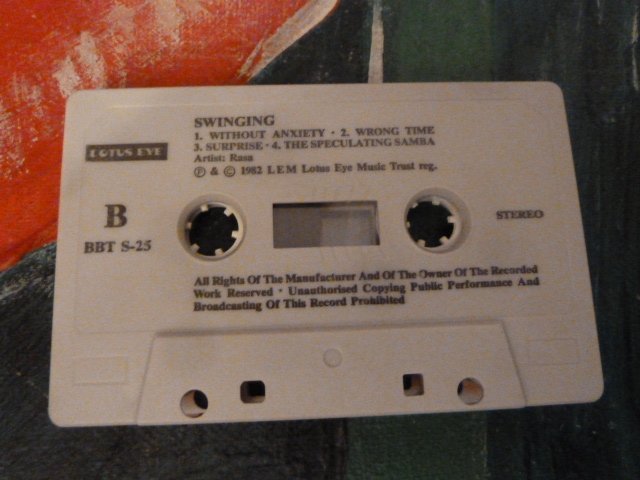 SWINGING
1. WITHOUT ANXIETY · 2. WRONG TIME
3. SURPRISE · 4. THE SPECULATING SAMBA
Artist: Rasa
Ⓟ & © 1982 LEM Lotus Eye Music Trust reg.
LOTUS EYE
B
BBT S-25
STEREO
All Rights Of The Manufacturer And Of The Owner Of The Recorded
Work Reserved · Unauthorised Copying Public Performance And
Broadcasting Of This Record Prohibited